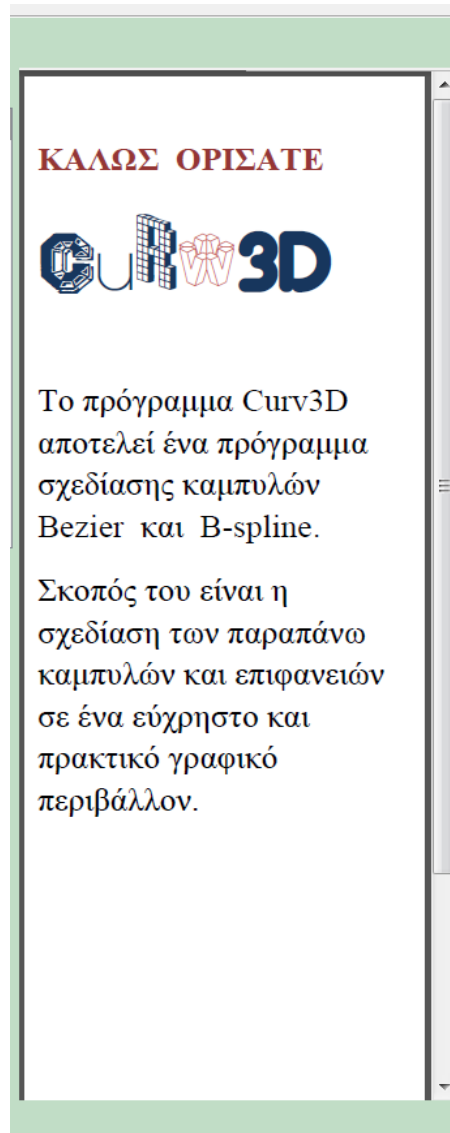 ΚΑΛΩΣ ΟΡΙΣΑΤΕ
CuRW3D
Το πρόγραμμα Curv3D
αποτελεί ένα πρόγραμμα
σχεδίασης καμπυλών
Bezier και B-spline.
Σκοπός του είναι η
σχεδίαση των παραπάνω
καμπυλών και επιφανειών
σε ένα εύχρηστο και
πρακτικό γραφικό
περιβάλλον.